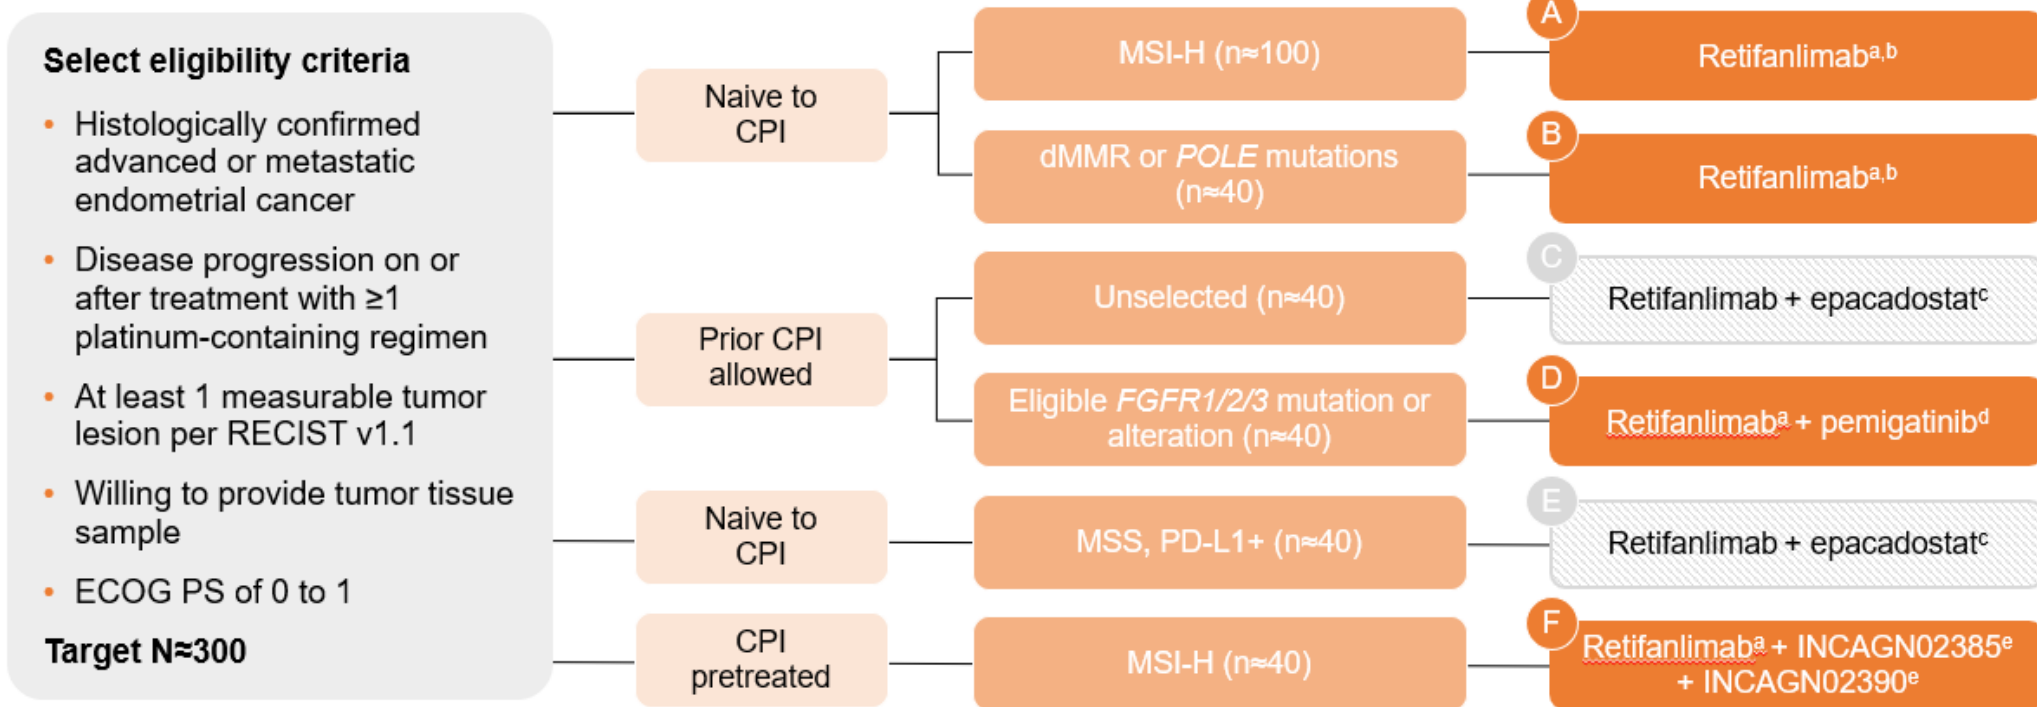 Select eligibility criteria
• Histologically confirmed
advanced or metastatic
endometrial cancer
• Disease progression on or
after treatment with ≥1
platinum-containing regimen
• At least 1 measurable tumor
lesion per RECIST v1.1
• Willing to provide tumor tissue
sample
• ECOG PS of 0 to 1
Target N≈300
Naive to
CPI
MSI-H (n≈100)
A
Retifanlimabᵃ,ᵇ
dMMR or POLE mutations
(n≈40)
B
Retifanlimabᵃ,ᵇ
Prior CPI
allowed
Unselected (n≈40)
C
Retifanlimab + epacadostatᶜ
Eligible FGFR1/2/3 mutation or
alteration (n≈40)
D
Retifanlimabᵃ + pemigatinibᵈ
Naive to
CPI
MSS, PD-L1+ (n≈40)
E
Retifanlimab + epacadostatᶜ
CPI
pretreated
MSI-H (n≈40)
F
Retifanlimabᵃ + INCAGN02385ᵉ
+ INCAGN02390ᵉ